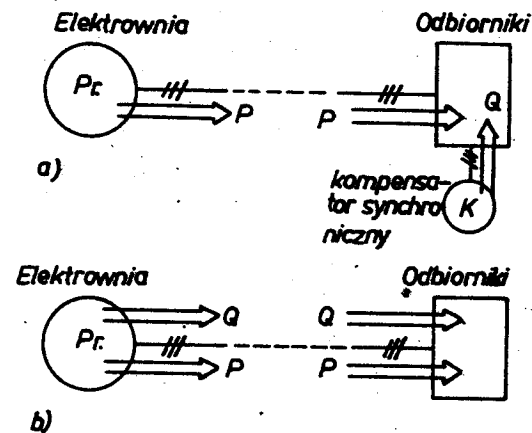 Elektrownia
Odbiorniki
Pr.
P
P
Q
a)
kompensa-
tor synchro
niczny
K
Elektrownia
Odbiorniki
Q
Q
Pr.
P
P
b)